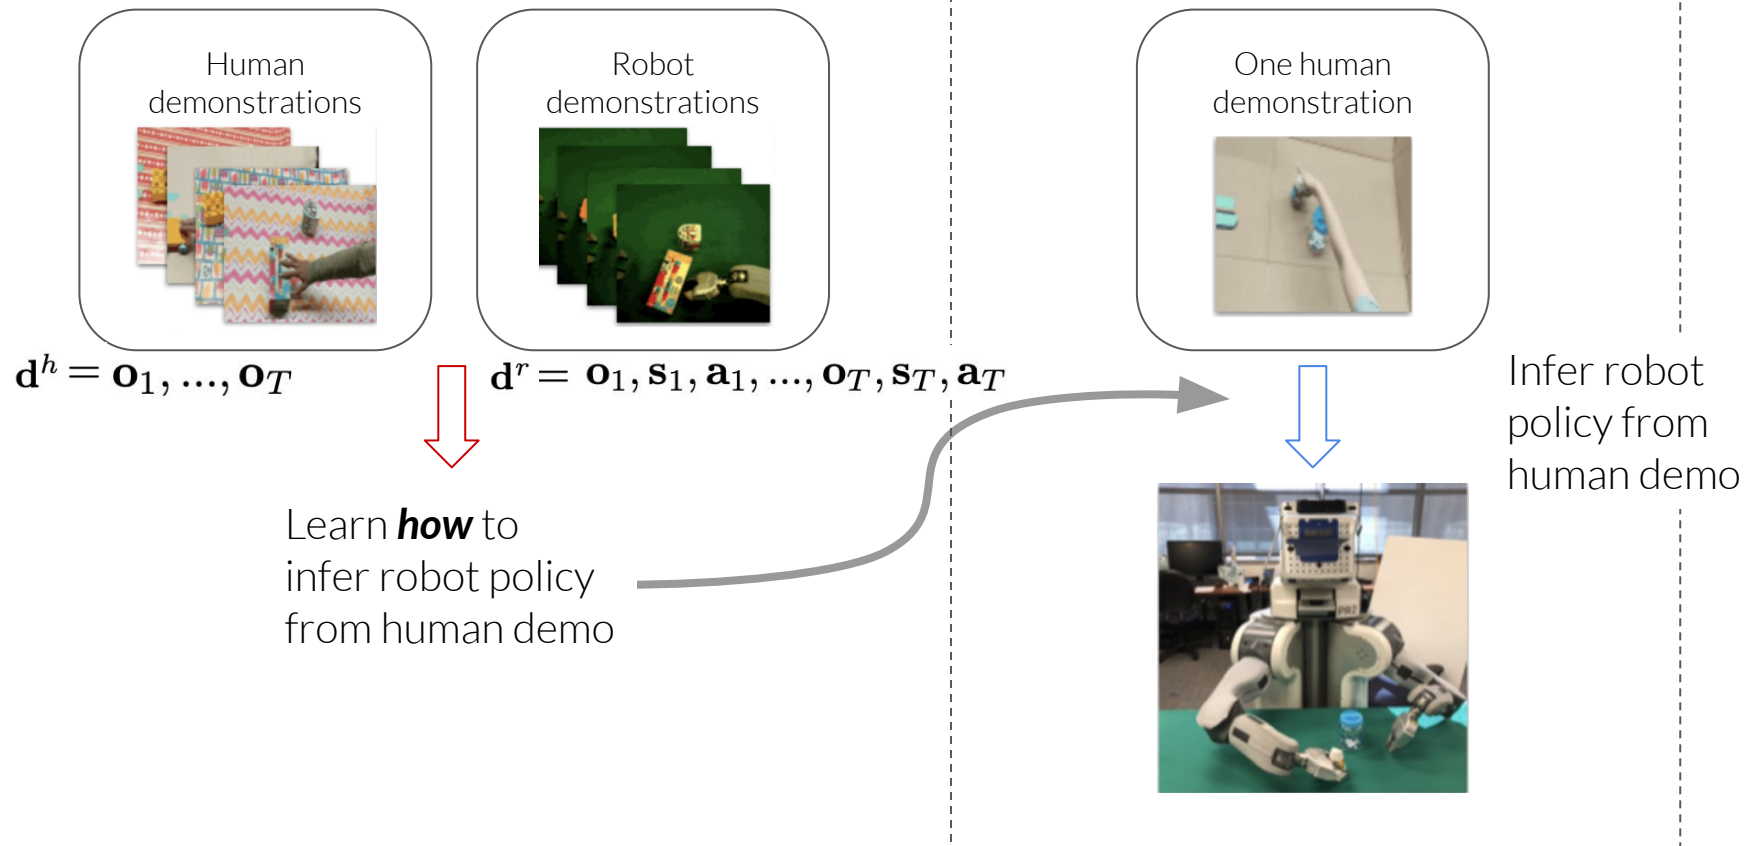 Human
demonstrations
Robot
demonstrations
One human
demonstration
d^h = o_1, ..., o_T
d^r = o_1, s_1, a_1, ..., o_T, s_T, a_T
Learn how to
infer robot policy
from human demo
Infer robot
policy from
human demo
PR2